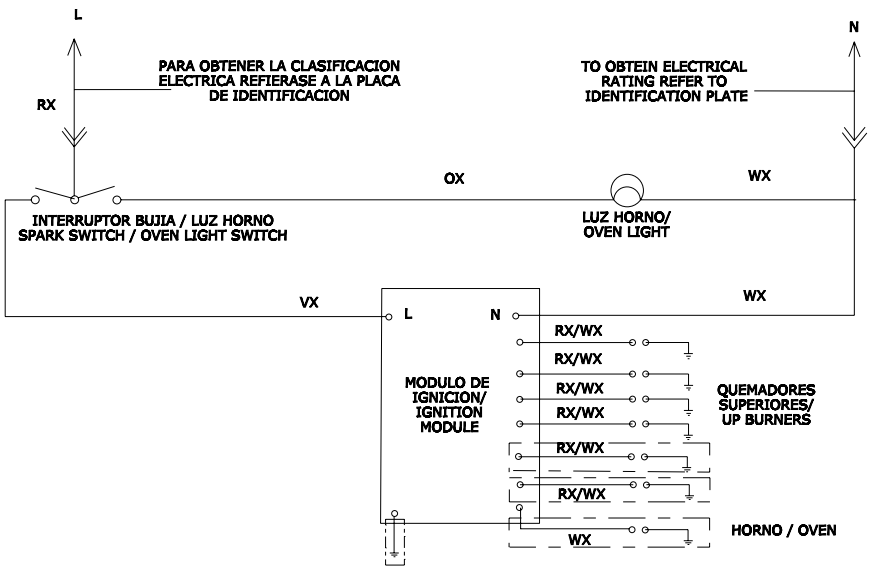 L
N
PARA OBTENER LA CLASIFICACION
ELECTRICA REFIERASE A LA PLACA
DE IDENTIFICACION
TO OBTEIN ELECTRICAL
RATING REFER TO
IDENTIFICATION PLATE
RX
OX
WX
INTERRUPTOR BUJIA / LUZ HORNO
SPARK SWITCH / OVEN LIGHT SWITCH
LUZ HORNO/
OVEN LIGHT
VX
WX
L
N
RX/WX
RX/WX
RX/WX
RX/WX
RX/WX
RX/WX
WX
MODULO DE
IGNICION/
IGNITION
MODULE
QUEMADORES
SUPERIORES/
UP BURNERS
HORNO / OVEN